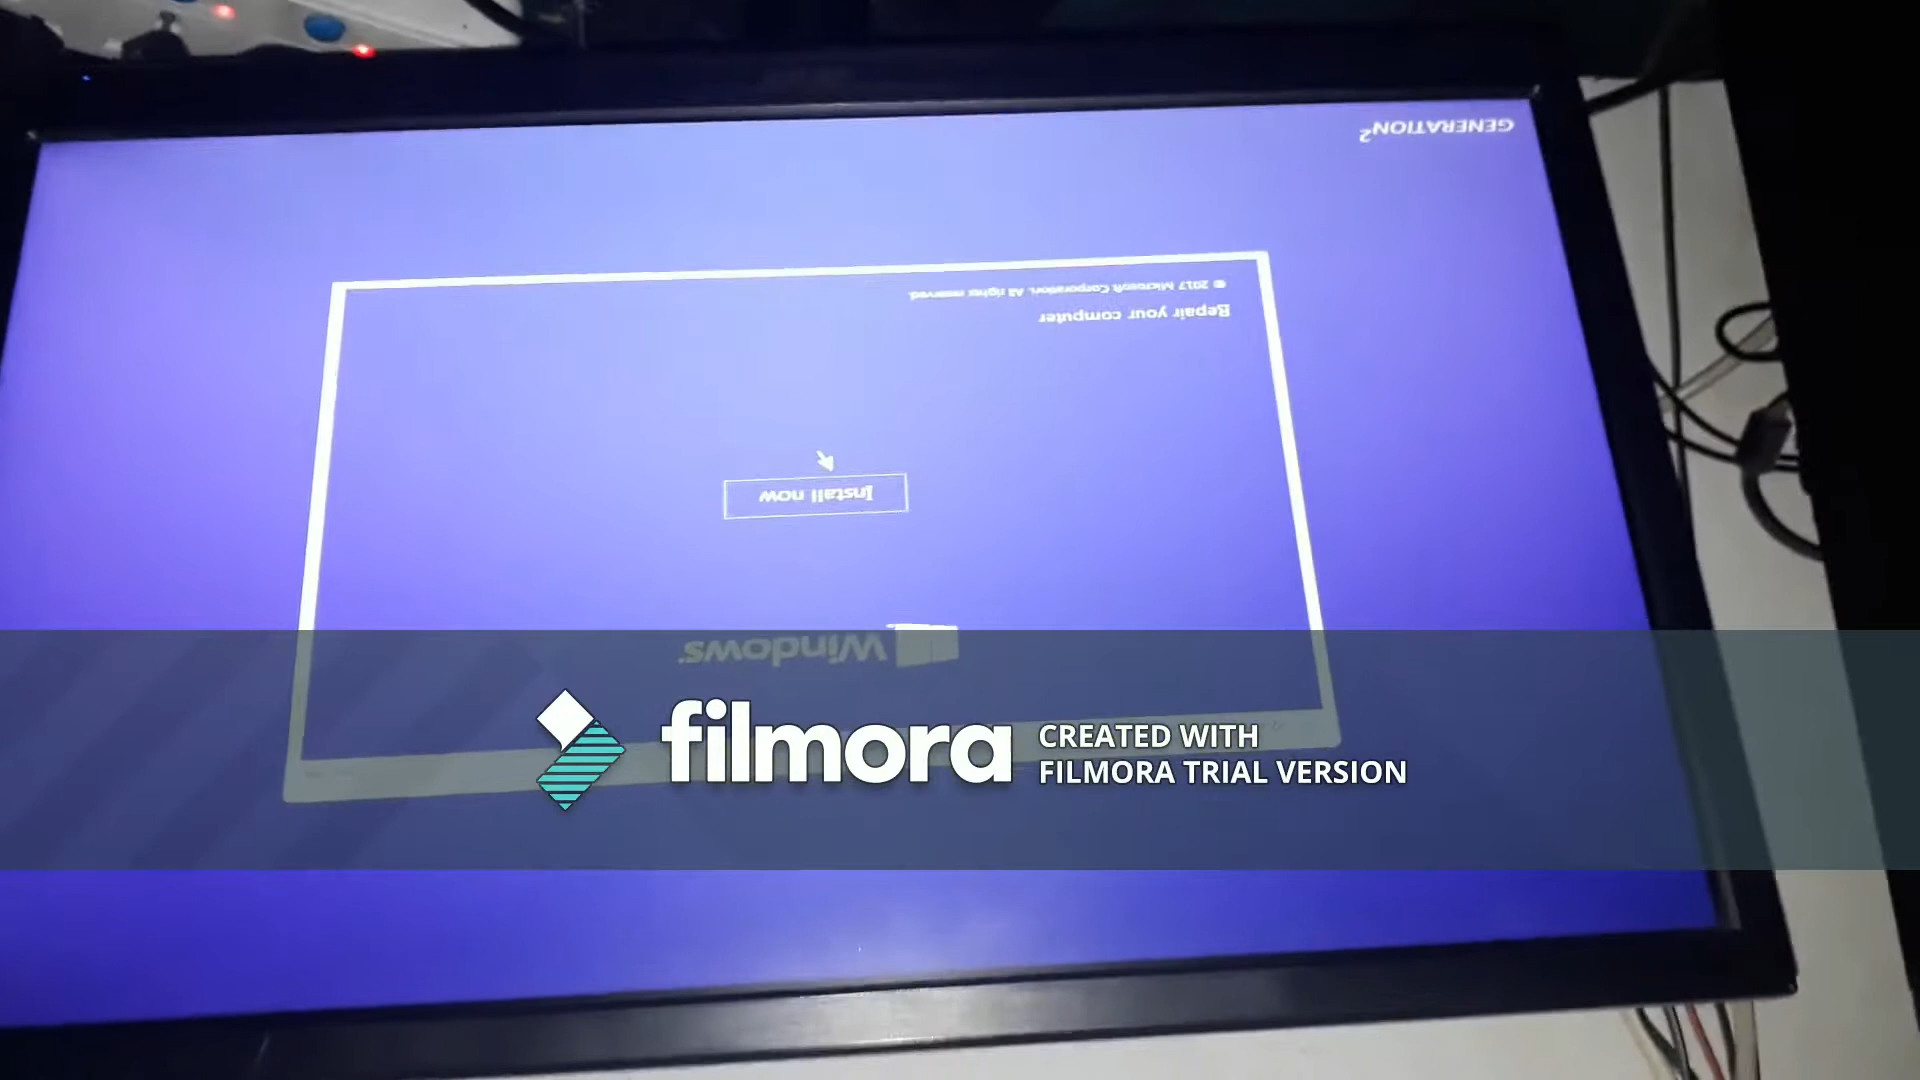 GENERATION²
© 2017 Microsoft Corporation. All rights reserved.
Repair your computer
Install now
Windows
filmora
CREATED WITH
FILMORA TRIAL VERSION